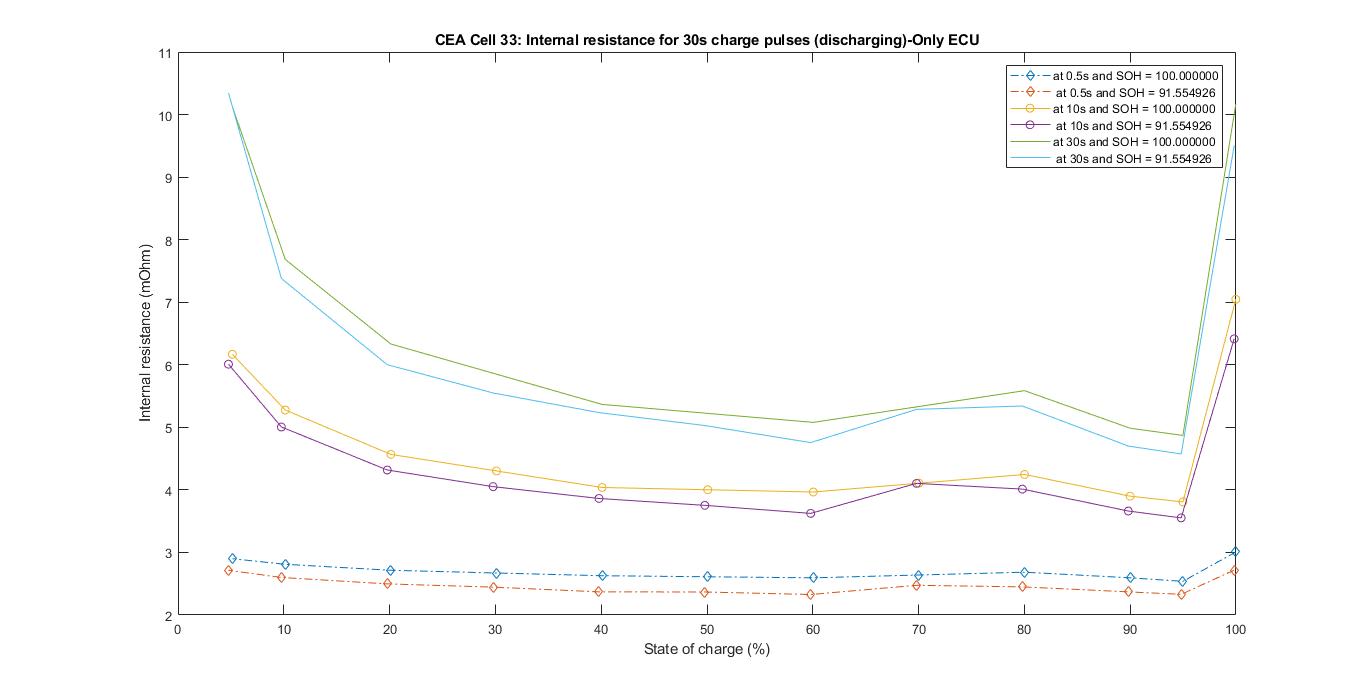 CEA Cell 33: Internal resistance for 30s charge pulses (discharging)-Only ECU
at 0.5s and SOH = 100.000000
at 0.5s and SOH = 91.554926
at 10s and SOH = 100.000000
at 10s and SOH = 91.554926
at 30s and SOH = 100.000000
at 30s and SOH = 91.554926
Internal resistance (mOhm)
11
10
9
8
7
6
5
4
3
2
0 10 20 30 40 50 60 70 80 90 100
State of charge (%)